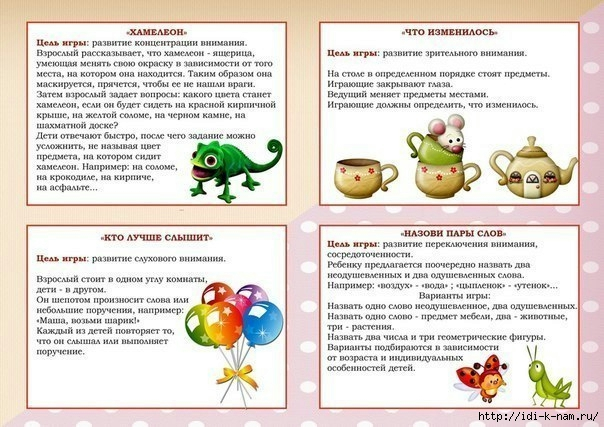 «ХАМЕЛЕОН»
Цель игры: развитие концентрации внимания.
Взрослый рассказывает, что хамелеон - ящерица,
умеющая менять свою окраску в зависимости от того
места, на котором она находится. Таким образом она
маскируется, прячется, чтобы ее не нашли враги.
Затем взрослый задает вопросы: какого цвета станет
хамелеон, если он будет сидеть на красной кирпичной
крыше, на желтой соломе, на черном камне, на
шахматной доске?
Дети отвечают быстро, после чего задание можно
усложнить, не называя цвет
предмета, на котором сидит
хамелеон. Например: на соломе,
на крокодиле, на кирпиче,
на асфальте...
«ЧТО ИЗМЕНИЛОСЬ»
Цель игры: развитие зрительного внимания.
На столе в определенном порядке стоят предметы.
Играющие закрывают глаза.
Ведущий меняет предметы местами.
Играющие должны определить, что изменилось.
«КТО ЛУЧШЕ СЛЫШИТ»
Цель игры: развитие слухового внимания.
Взрослый стоит в одном углу комнаты,
дети - в другом.
Он шепотом произносит слова или
небольшие поручения, например:
«Маша, возьми шарик!»
Каждый из детей повторяет то,
что он слышал или выполняет
поручение.
«НАЗОВИ ПАРЫ СЛОВ»
Цель игры: развитие переключения внимания,
сосредоточенности.
Ребенку предлагается поочередно назвать два
неодушевленных и два одушевленных слова.
Например: «воздух» - «вода» ; «цыпленок» - «утенок»...
Варианты игры:
Назвать одно слово неодушевленное, два одушевленных.
Назвать одно слово - предмет мебели, два - животные,
три - растения.
Назвать два числа и три геометрические фигуры.
Варианты подбираются в зависимости
от возраста и индивидуальных
особенностей детей.
http://idi-k-nam.ru/